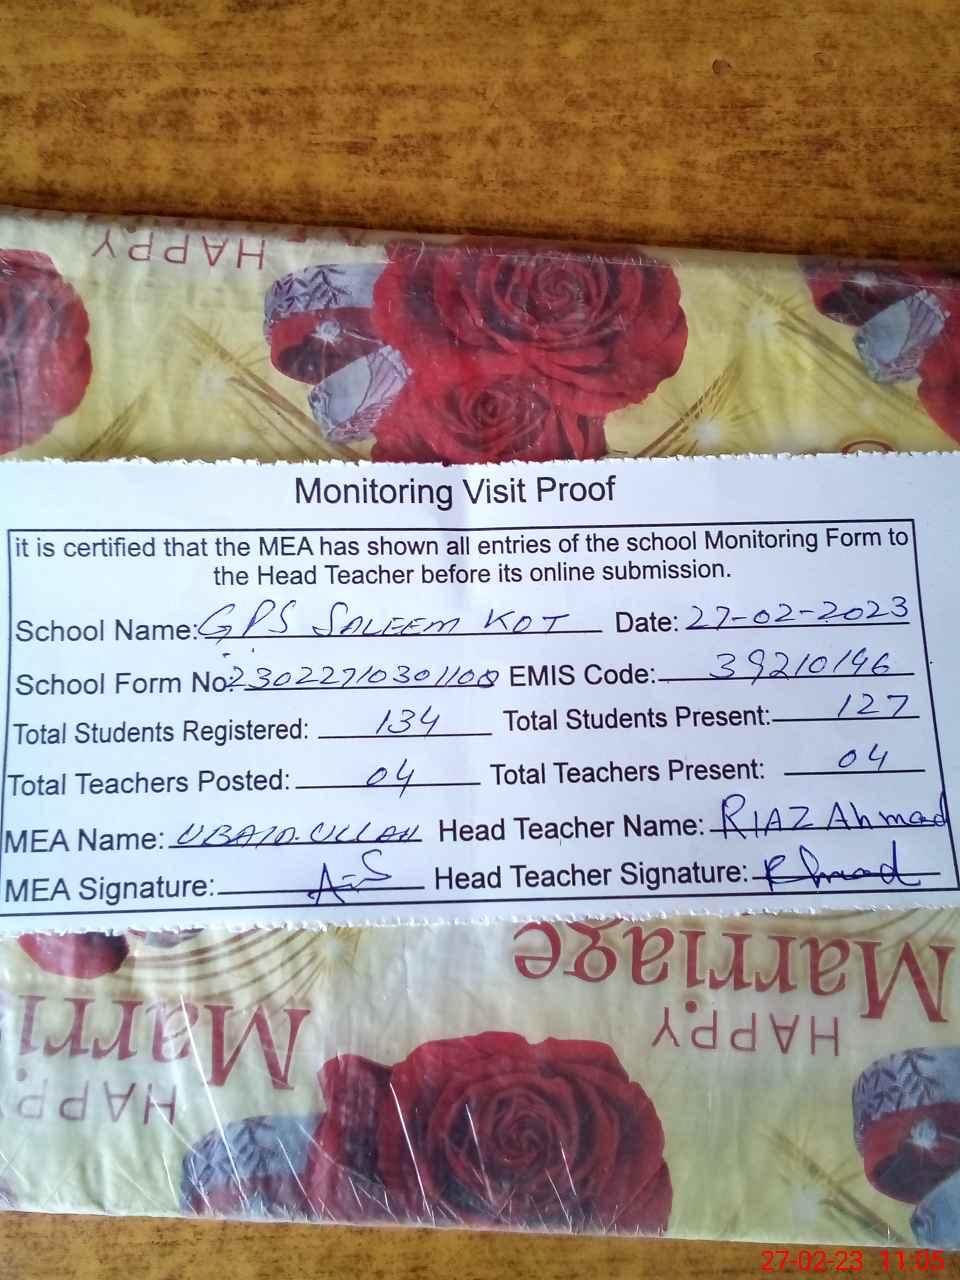 HAPPY
Monitoring Visit Proof
it is certified that the MEA has shown all entries of the school Monitoring Form to
the Head Teacher before its online submission.
School Name: GPS SALEEM KOT Date: 27-02-2023
School Form No: 23022710301108 EMIS Code: 39210196
Total Students Registered: 134 Total Students Present: 127
Total Teachers Posted: 04 Total Teachers Present: 04
MEA Name: UBAID-ULLAH Head Teacher Name: RIAZ Ahmad
MEA Signature: Head Teacher Signature:
Marriage
HAPPY
Marri
HAPPY
27-02-23 11:05